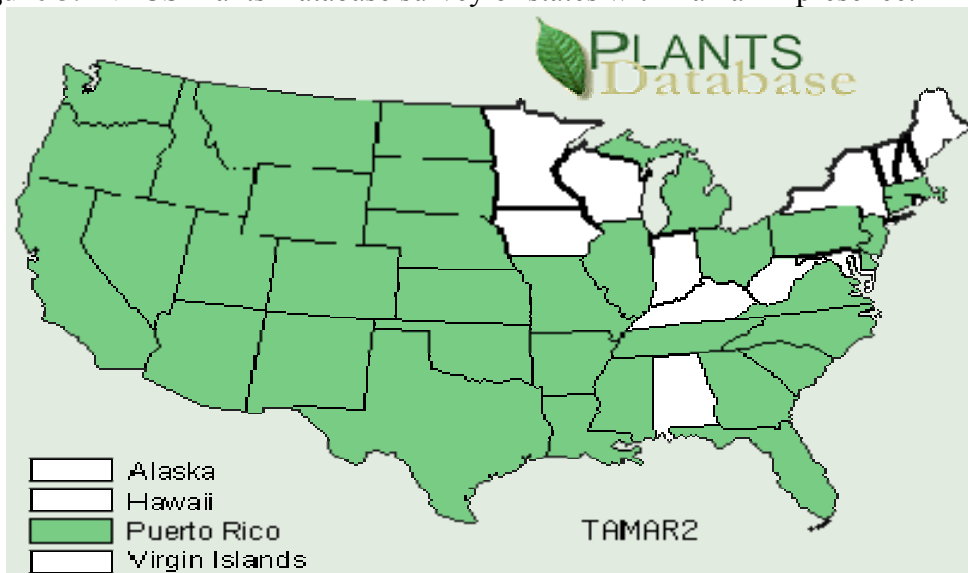 PLANTS
Database
Alaska
Hawaii
Puerto Rico
Virgin Islands
TAMAR2